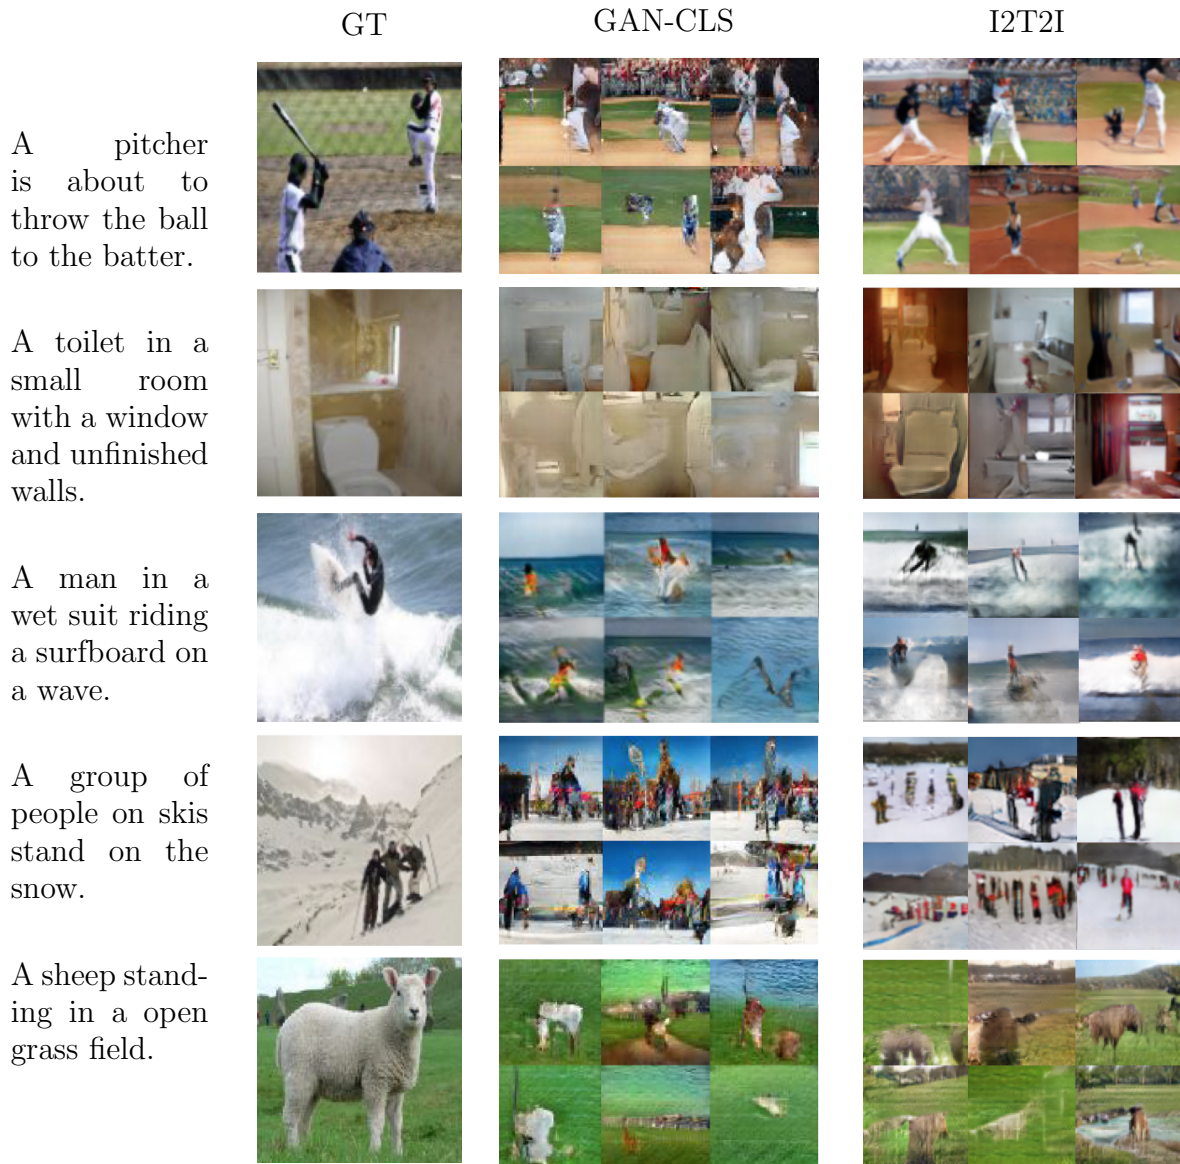 GT
GAN-CLS
I2T2I
A pitcher
is about to
throw the ball
to the batter.
A toilet in a
small room
with a window
and unfinished
walls.
A man in a
wet suit riding
a surfboard on
a wave.
A group of
people on skis
stand on the
snow.
A sheep stand-
ing in a open
grass field.